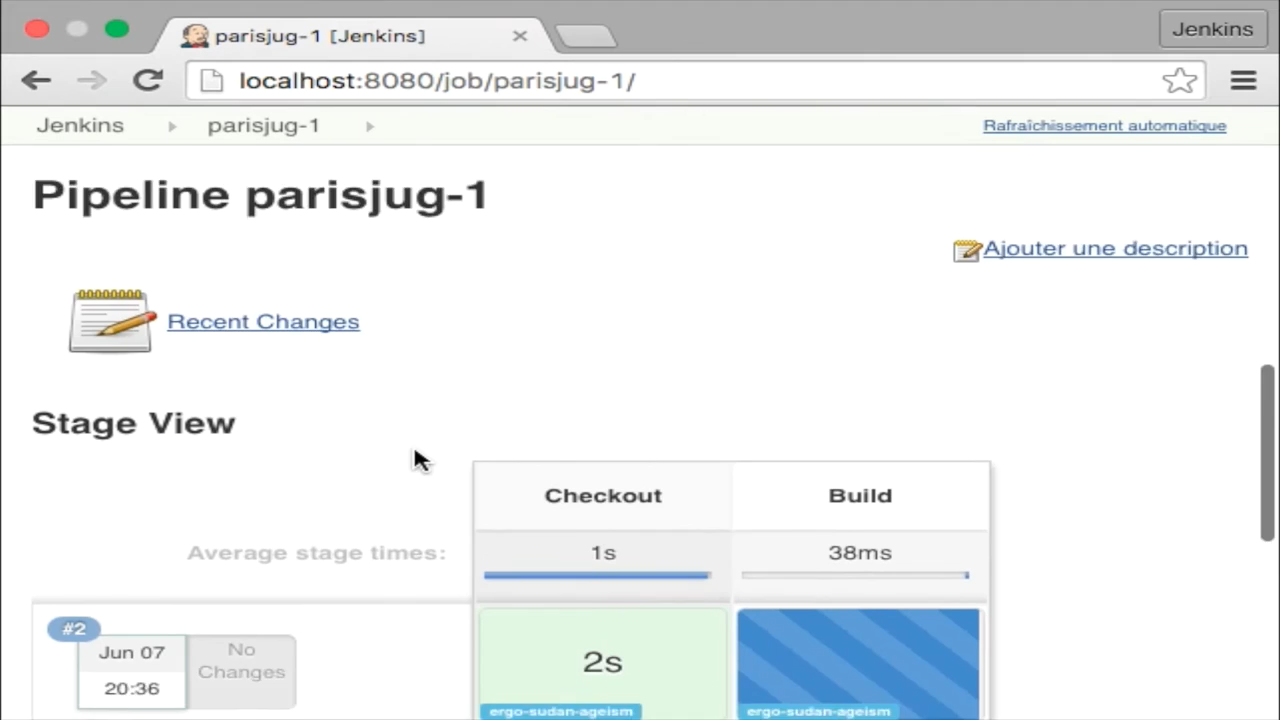 parisjug-1 [Jenkins]
Jenkins
localhost:8080/job/parisjug-1/
Jenkins parisjug-1 Rafraîchissement automatique
Pipeline parisjug-1
Ajouter une description
Recent Changes
Stage View
Checkout Build
Average stage times: 1s 38ms
#2
Jun 07 No Changes
20:36
2s
ergo-sudan-ageism ergo-sudan-ageism